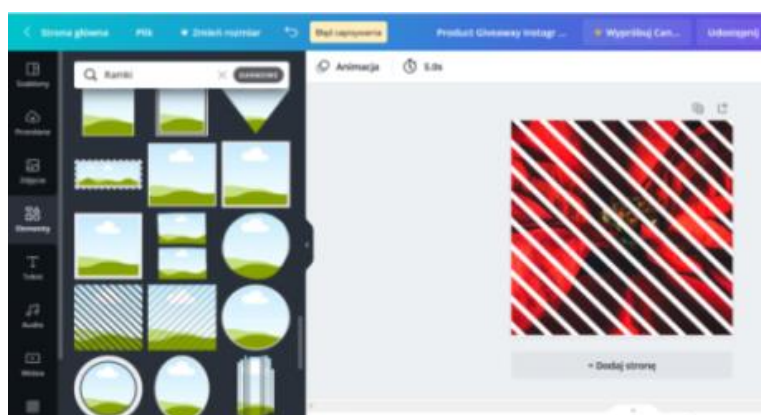 Strona główna Plik Zmień rozmiar Błąd zapisywania Product Giveaway Instagr ... Wypróbuj Can... Udostępnij
Ramki DARMOWE
Animacja 5.0s
Szablony
Przesłane
Zdjęcia
Elementy
Tekst
Audio
Wideo
+ Dodaj stronę